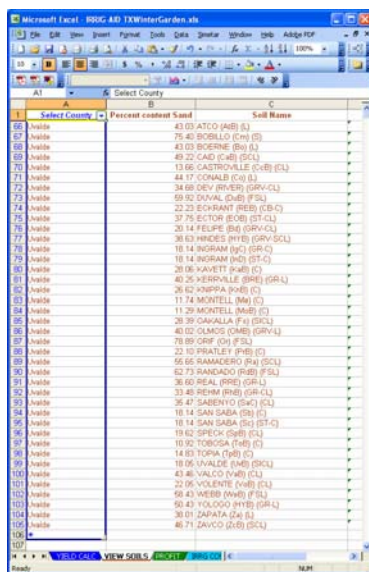 Microsoft Excel - IRRIG-AID TXWinterGarden.xls
File Edit View Insert Format Tools Data Smetar Window Help Adobe PDF
100%
10 B
A1 fx Select County
A B C
1 Select County Percent content Sand Soil Name
66 Uvalde 43.03 ATCO (AtB) (L)
67 Uvalde 75.40 BOBILLO (Cm) (S)
68 Uvalde 43.03 BOERNE (Bo) (L)
69 Uvalde 49.22 CAID (CaB) (SCL)
70 Uvalde 13.66 CASTROVILLE (CcB) (CL)
71 Uvalde 44.17 CONALB (Co) (L)
72 Uvalde 34.68 DEV (RIVER) (GRV-CL)
73 Uvalde 59.92 DUVAL (DuB) (FSL)
74 Uvalde 22.23 ECKRANT (REB) (CB-C)
75 Uvalde 37.75 ECTOR (EOB) (ST-CL)
76 Uvalde 20.14 FELIPE (Bd) (GRV-CL)
77 Uvalde 38.63 HINDES (HYB) (GRV-SCL)
78 Uvalde 18.14 INGRAM (IgC) (GR-C)
79 Uvalde 18.14 INGRAM (InD) (ST-C)
80 Uvalde 28.06 KAVETT (KaB) (C)
81 Uvalde 40.25 KERRVILLE (BRE) (GR-L)
82 Uvalde 26.62 KNIPPA (KnB) (C)
83 Uvalde 11.74 MONTELL (Me) (C)
84 Uvalde 11.29 MONTELL (MoB) (C)
85 Uvalde 28.39 OAKALLA (Fs) (SICL)
86 Uvalde 40.02 OLMOS (OMB) (GRV-L)
87 Uvalde 78.89 ORIF (Or) (FSL)
88 Uvalde 22.10 PRATLEY (PrB) (C)
89 Uvalde 55.65 RAMADERO (Ra) (SCL)
90 Uvalde 62.73 RANDADO (RdB) (FSL)
91 Uvalde 36.60 REAL (RRE) (GR-L)
92 Uvalde 33.48 REHM (RhB) (GR-CL)
93 Uvalde 35.47 SABENYO (SaC) (CL)
94 Uvalde 18.14 SAN SABA (Sb) (C)
95 Uvalde 18.14 SAN SABA (Sc) (ST-C)
96 Uvalde 19.62 SPECK (SpB) (CL)
97 Uvalde 10.92 TOBOSA (ToB) (C)
98 Uvalde 14.83 TOPIA (TpB) (C)
99 Uvalde 18.05 UVALDE (UvB) (SICL)
100 Uvalde 43.46 VALCO (VaB) (CL)
101 Uvalde 22.05 VOLENTE (VoB) (CL)
102 Uvalde 58.43 WEBB (WeB) (FSL)
103 Uvalde 50.43 YOLOGO (HYB) (GR-L)
104 Uvalde 38.01 ZAPATA (Za) (L)
105 Uvalde 46.71 ZAVCO (ZcB) (SCL)
106 *
107
YIELD CALC VIEW SOILS PROFIT IRRG CO
Ready NUM